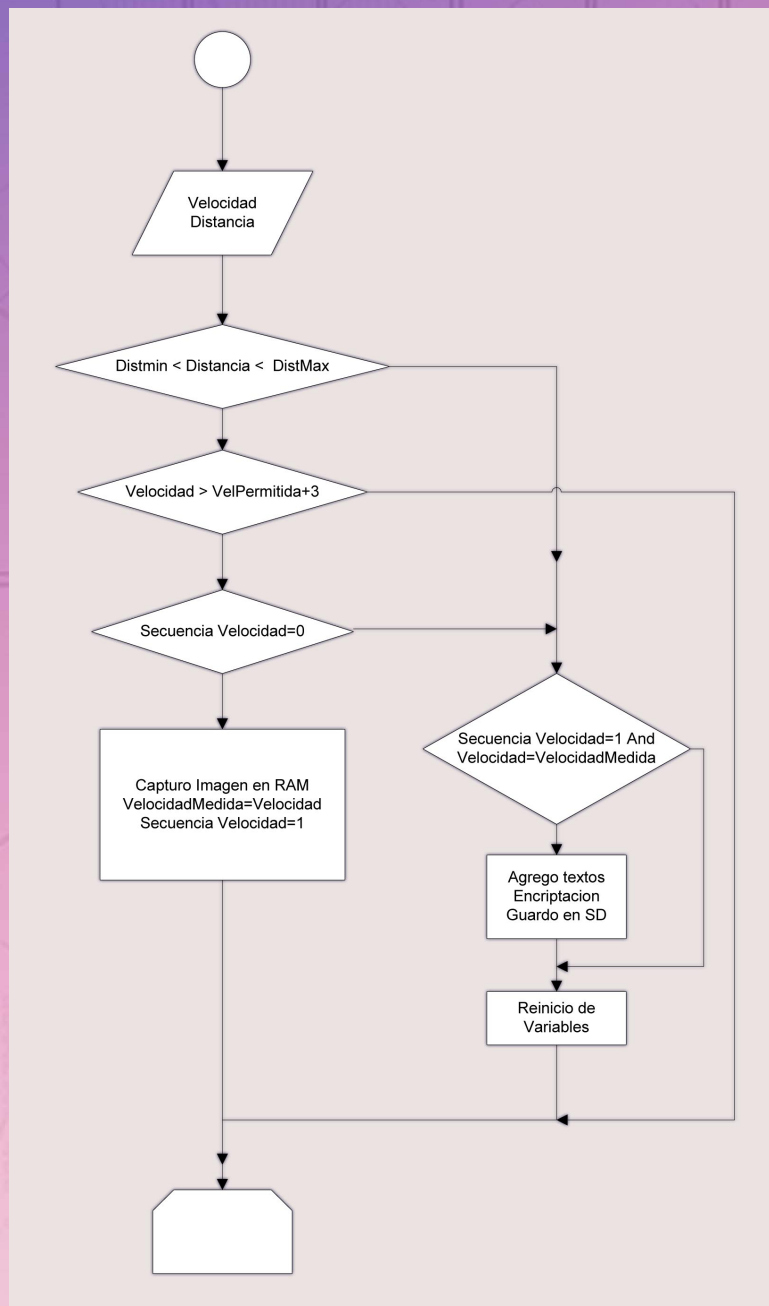 Velocidad
Distancia
Distmin < Distancia < DistMax
Velocidad > VelPermitida+3
Secuencia Velocidad=0
Capturo Imagen en RAM
VelocidadMedida=Velocidad
Secuencia Velocidad=1
Secuencia Velocidad=1 And
Velocidad=VelocidadMedida
Agrego textos
Encriptacion
Guardo en SD
Reinicio de
Variables